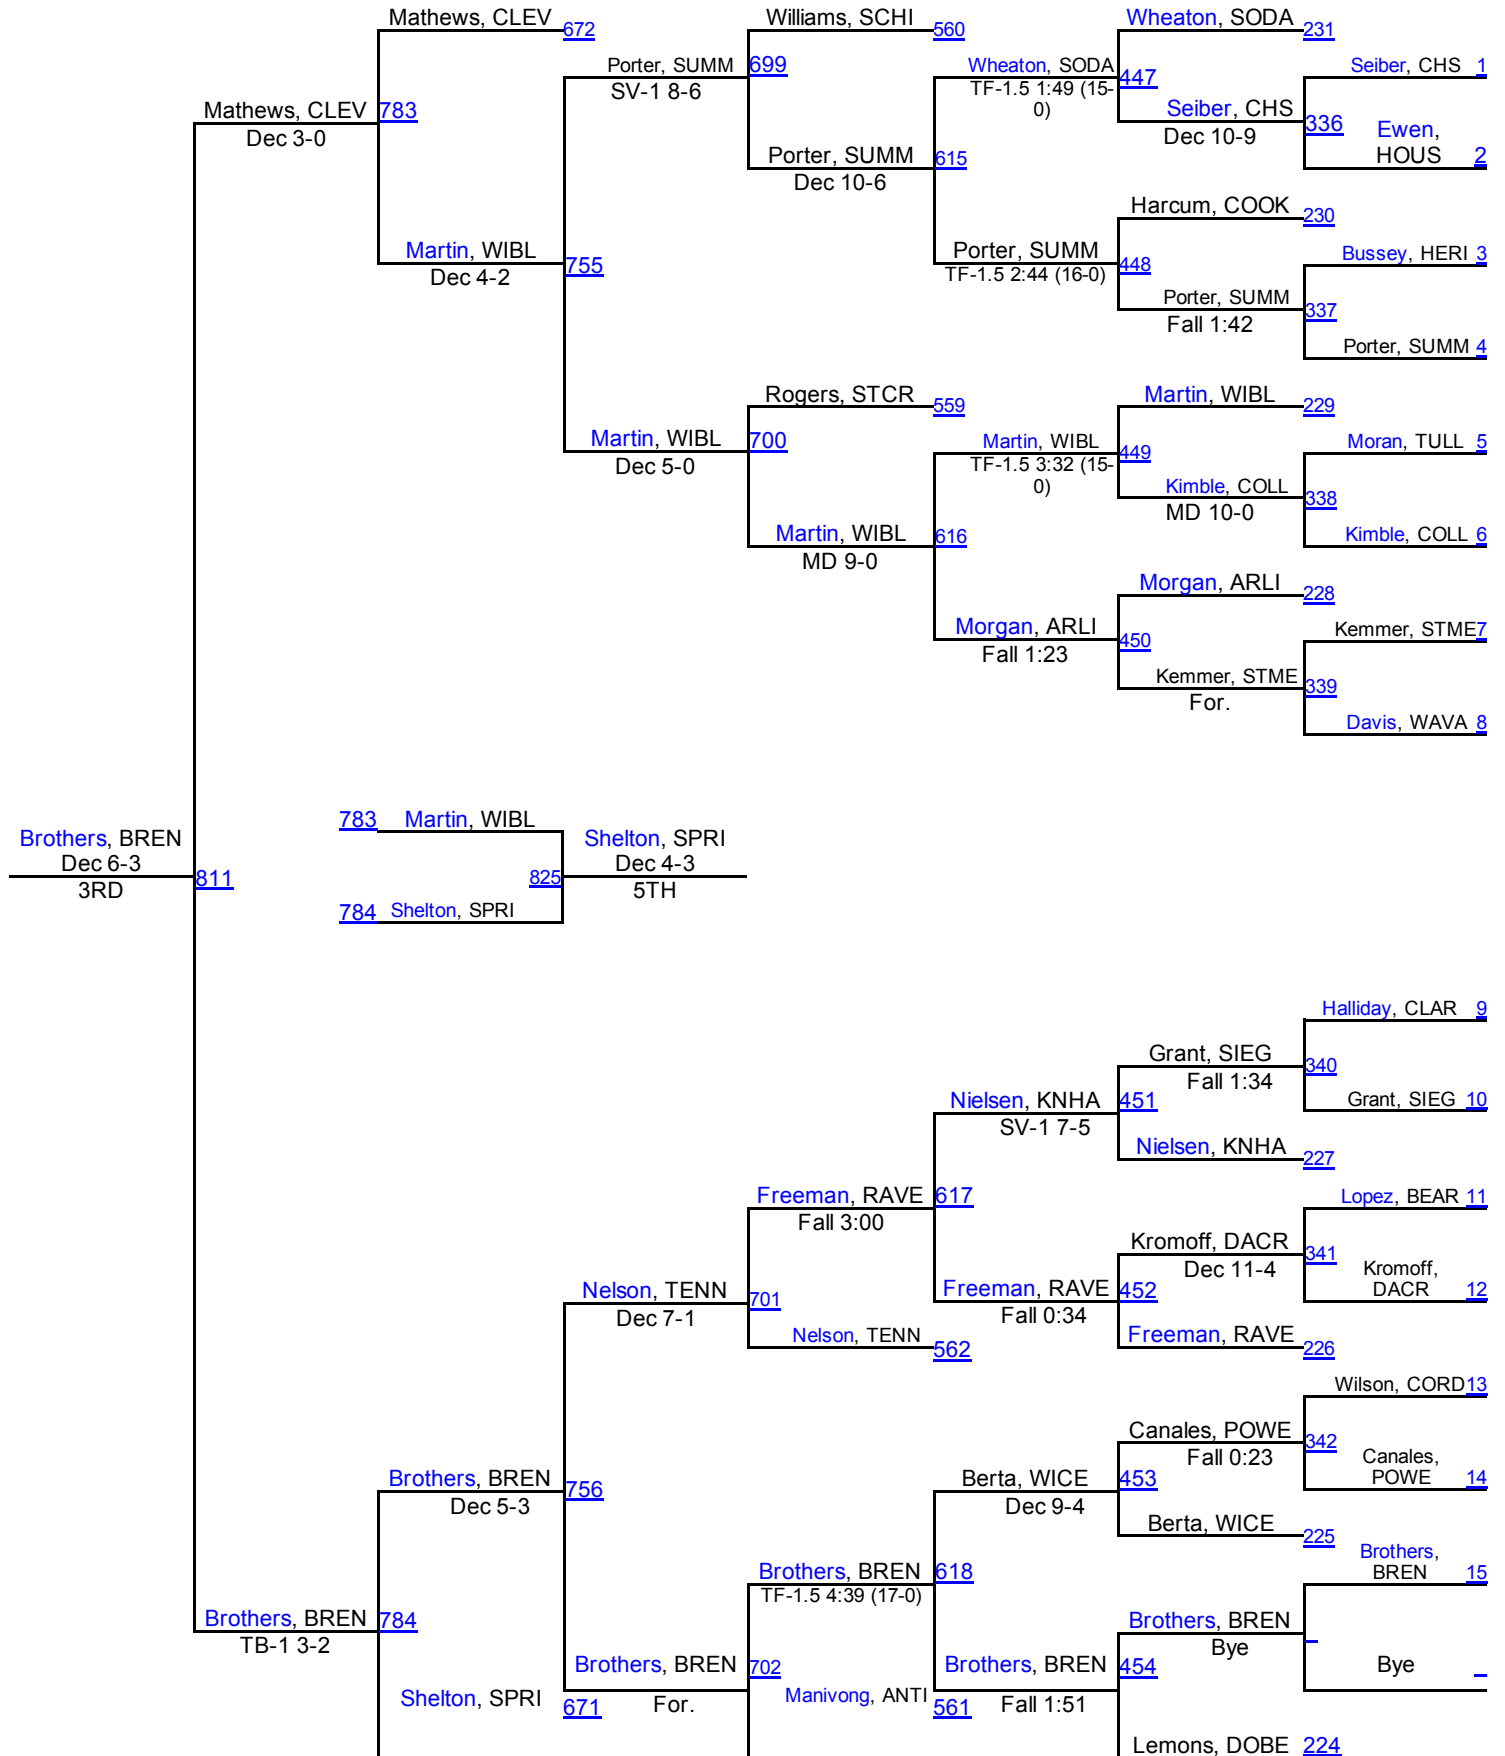 Mathews, CLEV
672
Williams, SCHI
560
Wheaton, SODA
231
Porter, SUMM
SV-1 8-6
699
Wheaton, SODA
TF-1.5 1:49 (15-
0)
447
Seiber, CHS 1
Mathews, CLEV
Dec 3-0
783
Seiber, CHS
Dec 10-9
336
Ewen,
HOUS 2
Porter, SUMM
Dec 10-6
615
Harcum, COOK
230
Martin, WIBL
Dec 4-2
755
Porter, SUMM
TF-1.5 2:44 (16-0)
448
Bussey, HERI 3
Porter, SUMM
Fall 1:42
337
Porter, SUMM 4
Rogers, STCR
559
Martin, WIBL
229
Martin, WIBL
Dec 5-0
700
Martin, WIBL
TF-1.5 3:32 (15-
0)
449
Moran, TULL 5
Kimble, COLL
MD 10-0
338
Martin, WIBL
MD 9-0
616
Kimble, COLL 6
Morgan, ARLI
228
Morgan, ARLI
Fall 1:23
450
Kemmer, STME 7
Kemmer, STME
For.
339
Davis, WAVA 8
783 Martin, WIBL
Brothers, BREN
Dec 6-3
3RD
811
825
Shelton, SPRI
Dec 4-3
5TH
784 Shelton, SPRI
Halliday, CLAR 9
Grant, SIEG
Fall 1:34
340
Nielsen, KNHA
SV-1 7-5
451
Grant, SIEG 10
Nielsen, KNHA
227
Freeman, RAVE
Fall 3:00
617
Lopez, BEAR 11
Kromoff, DACR
Dec 11-4
341
Kromoff,
DACR 12
Nelson, TENN
Dec 7-1
701
Freeman, RAVE
Fall 0:34
452
Nelson, TENN
562
Freeman, RAVE
226
Wilson, CORD 13
Canales, POWE
Fall 0:23
342
Canales,
POWE 14
Brothers, BREN
Dec 5-3
756
Berta, WICE
Dec 9-4
453
Berta, WICE
225
Brothers,
BREN 15
Brothers, BREN
TF-1.5 4:39 (17-0)
618
Brothers, BREN
TB-1 3-2
784
Brothers, BREN
Bye
Bye
Brothers, BREN
For.
702
Brothers, BREN
Fall 1:51
454
Shelton, SPRI
671
Manivong, ANTI
561
Lemons, DOBE
224